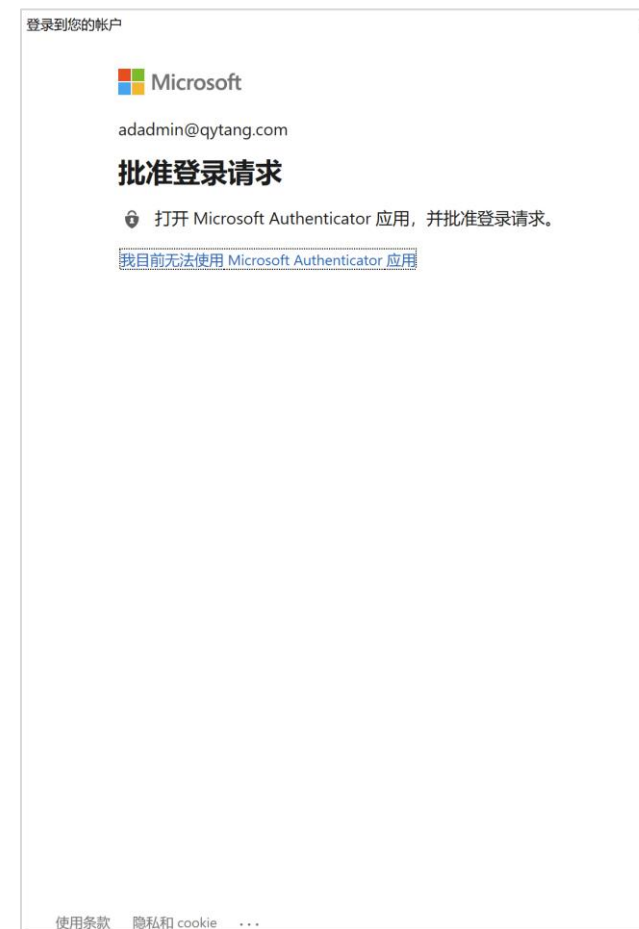 登录到您的帐户
Microsoft
adadmin@qytang.com
批准登录请求
打开 Microsoft Authenticator 应用，并批准登录请求。
我目前无法使用 Microsoft Authenticator 应用
使用条款 隐私和 cookie ...